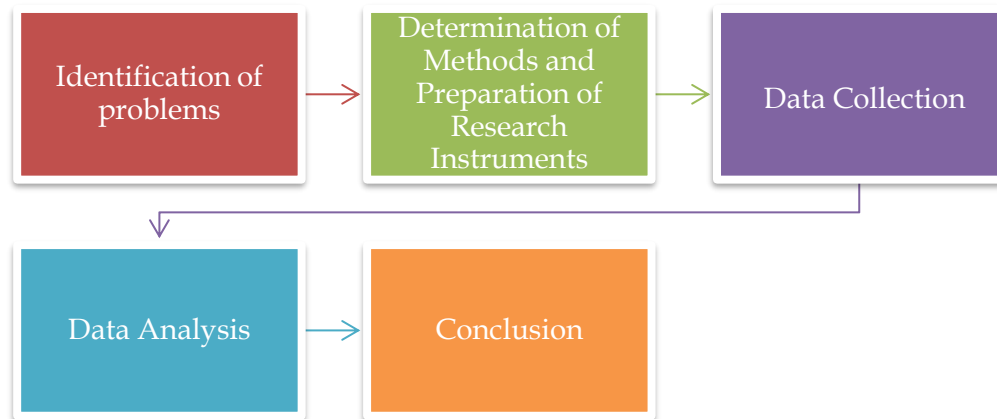 Identification of
problems
Determination of
Methods and
Preparation of
Research
Instruments
Data Collection
Data Analysis
Conclusion